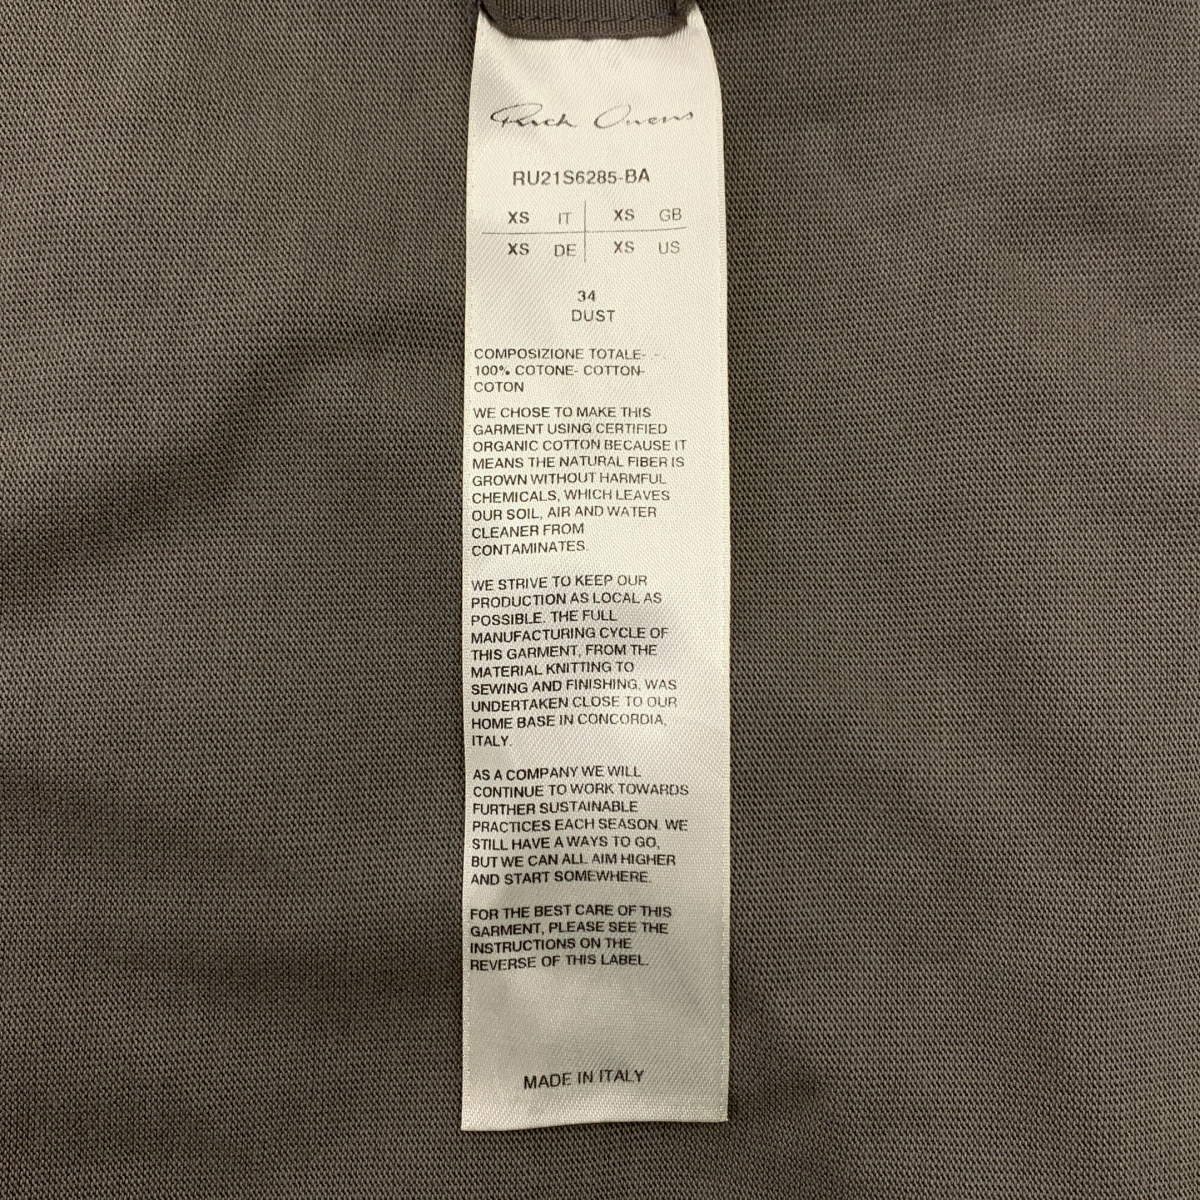 Rick Owens
RU21S6285-BA
XS IT XS GB
XS DE XS US
34
DUST
COMPOSIZIONE TOTALE- -.
100% COTONE- COTTON-
COTON
WE CHOSE TO MAKE THIS
GARMENT USING CERTIFIED
ORGANIC COTTON BECAUSE IT
MEANS THE NATURAL FIBER IS
GROWN WITHOUT HARMFUL
CHEMICALS, WHICH LEAVES
OUR SOIL, AIR AND WATER
CLEANER FROM
CONTAMINATES.
WE STRIVE TO KEEP OUR
PRODUCTION AS LOCAL AS
POSSIBLE. THE FULL
MANUFACTURING CYCLE OF
THIS GARMENT, FROM THE
MATERIAL KNITTING TO
SEWING AND FINISHING, WAS
UNDERTAKEN CLOSE TO OUR
HOME BASE IN CONCORDIA,
ITALY.
AS A COMPANY WE WILL
CONTINUE TO WORK TOWARDS
FURTHER SUSTAINABLE
PRACTICES EACH SEASON. WE
STILL HAVE A WAYS TO GO,
BUT WE CAN ALL AIM HIGHER
AND START SOMEWHERE.
FOR THE BEST CARE OF THIS
GARMENT, PLEASE SEE THE
INSTRUCTIONS ON THE
REVERSE OF THIS LABEL.
MADE IN ITALY